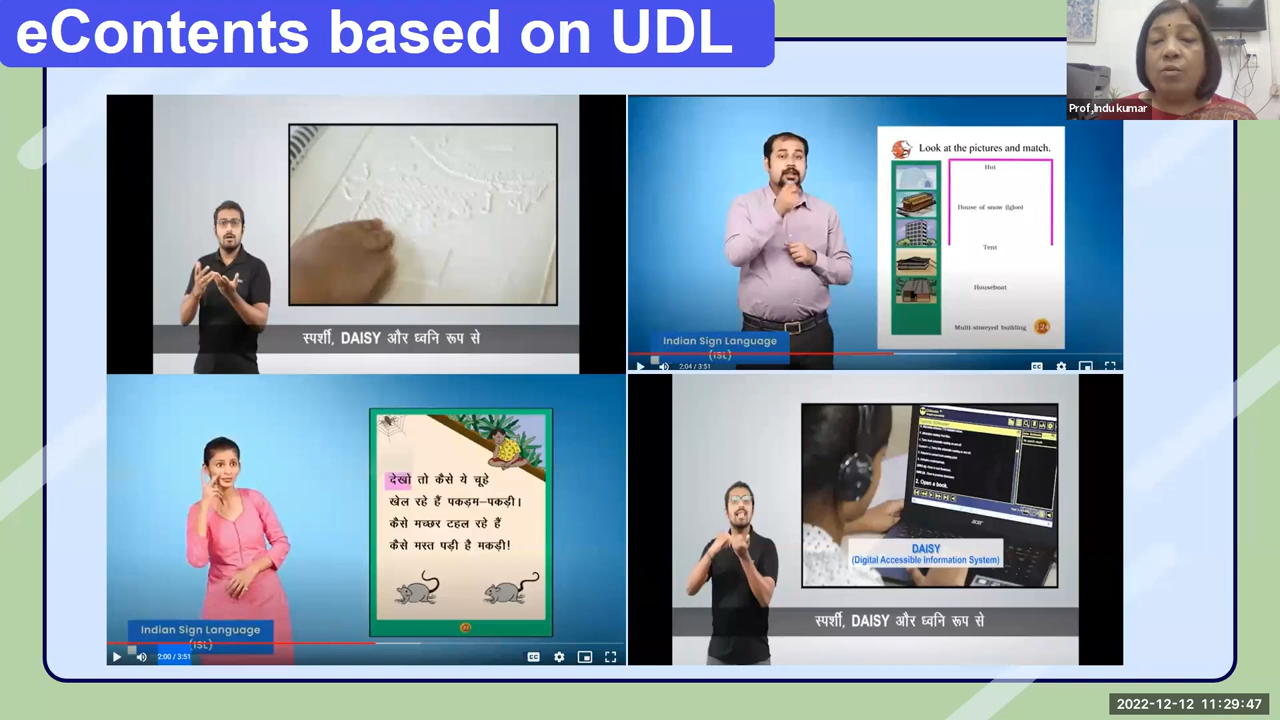 eContents based on UDL
Prof,Indu kumar
स्पर्शी, DAISY और ध्वनि रूप से
Look at the pictures and match.
Hut
House of snow (Igloo)
Tent
Houseboat
Multi-storeyed building
124
Indian Sign Language
(ISL)
2:04 / 3:51
देखो तो कैसे ये चूहे
खेल रहे हैं पकड़म–पकड़ी।
कैसे मच्छर टहल रहे हैं
कैसे मस्त पड़ी है मकड़ी!
Indian Sign Language
(ISL)
2:00 / 3:51
2. Open a book.
acer
DAISY
(Digital Accessible Information System)
स्पर्शी, DAISY और ध्वनि रूप से
2022-12-12 11:29:47